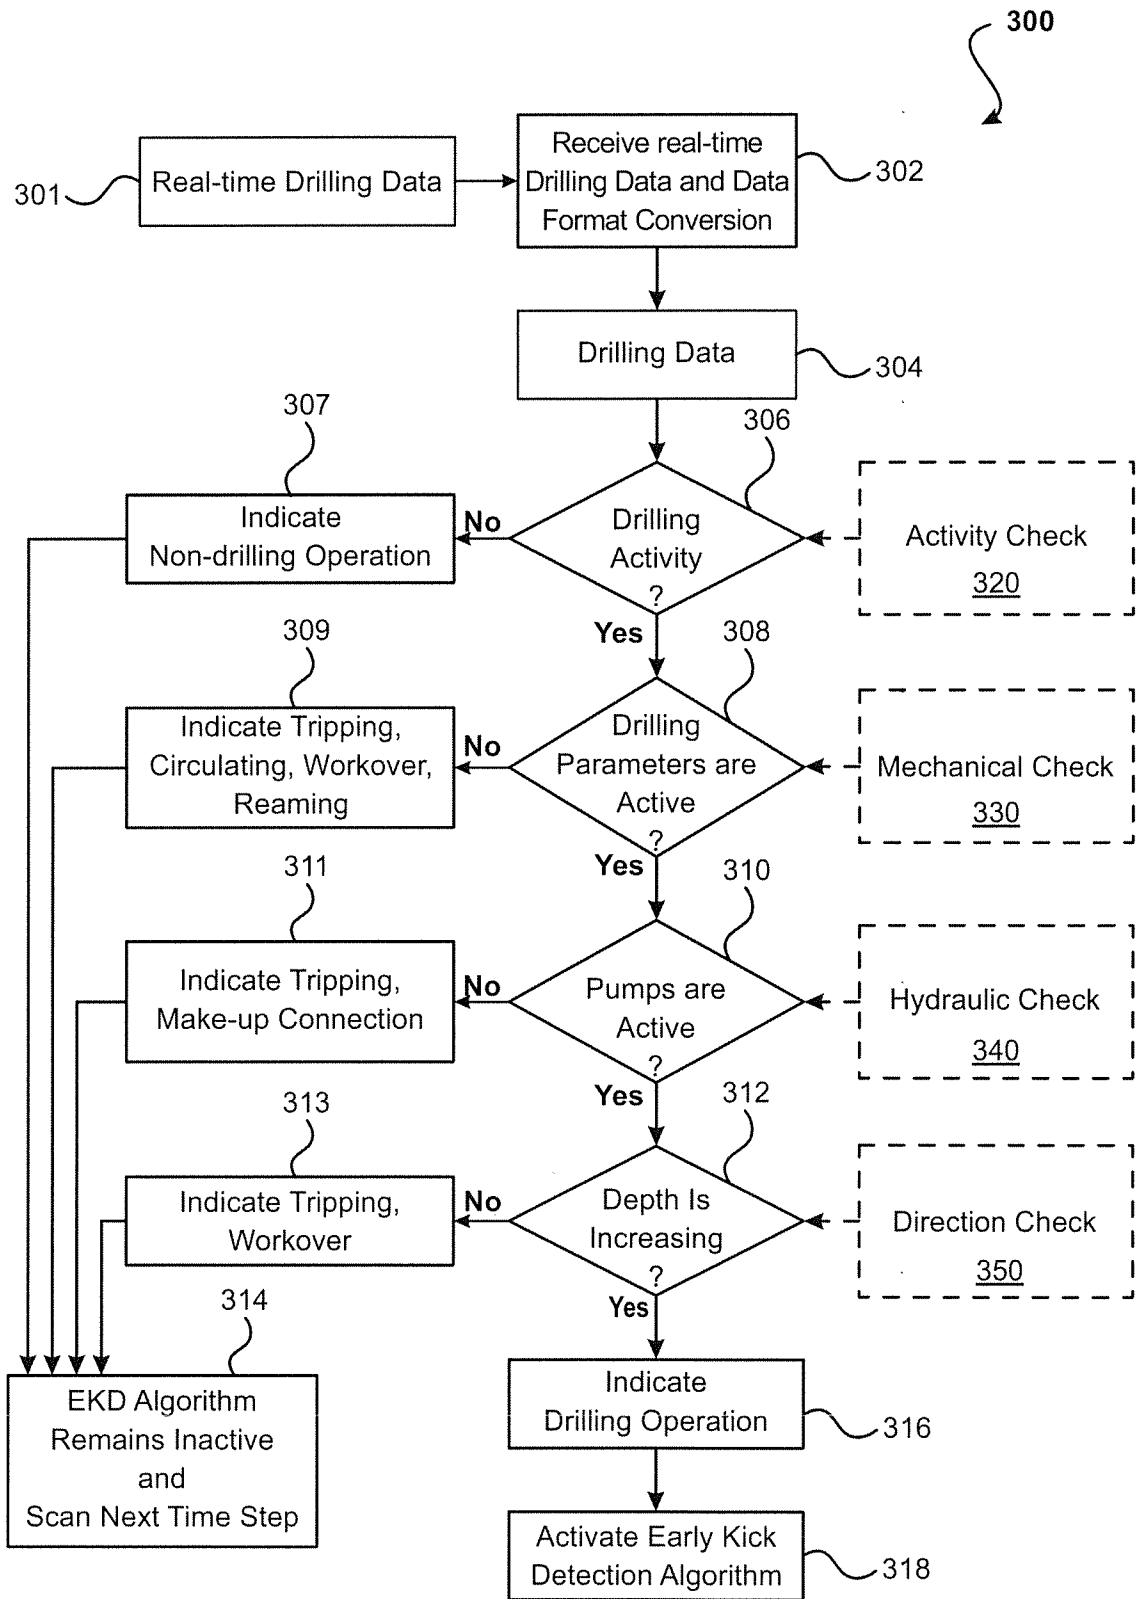 300
301
Real-time Drilling Data
Receive real-time
Drilling Data and Data
Format Conversion
302
Drilling Data
304
306
Drilling
Activity
?
Activity Check
320
No
307
Indicate
Non-drilling Operation
Yes
308
Drilling
Parameters are
Active
?
Mechanical Check
330
No
309
Indicate Tripping,
Circulating, Workover,
Reaming
Yes
310
Pumps are
Active
?
Hydraulic Check
340
No
311
Indicate Tripping,
Make-up Connection
Yes
312
Depth Is
Increasing
?
Direction Check
350
No
313
Indicate Tripping,
Workover
Yes
314
EKD Algorithm
Remains Inactive
and
Scan Next Time Step
Indicate
Drilling Operation
316
Activate Early Kick
Detection Algorithm
318